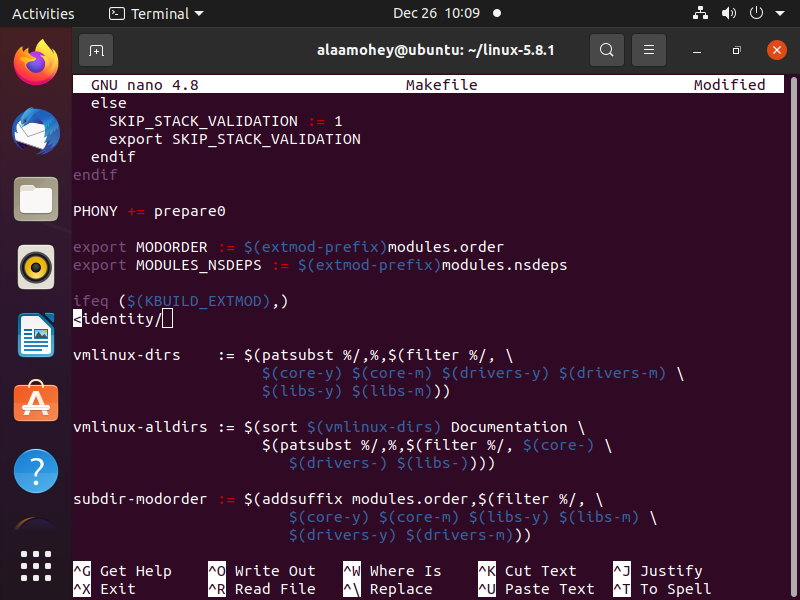 Activities Terminal Dec 26 10:09
alaamohey@ubuntu: ~/linux-5.8.1
GNU nano 4.8 Makefile Modified
else
SKIP_STACK_VALIDATION := 1
export SKIP_STACK_VALIDATION
endif
endif
PHONY += prepare0
export MODORDER := $(extmod-prefix)modules.order
export MODULES_NSDEPS := $(extmod-prefix)modules.nsdeps
ifeq ($(KBUILD_EXTMOD),)
<identity/
vmlinux-dirs := $(patsubst %/,%,$(filter %/, \
$(core-y) $(core-m) $(drivers-y) $(drivers-m) \
$(libs-y) $(libs-m)))
vmlinux-alldirs := $(sort $(vmlinux-dirs) Documentation \
$(patsubst %/,%,$(filter %/, $(core-) \
$(drivers-) $(libs-))))
subdir-modorder := $(addsuffix modules.order,$(filter %/, \
$(core-y) $(core-m) $(libs-y) $(libs-m) \
$(drivers-y) $(drivers-m)))
^G Get Help ^O Write Out ^W Where Is ^K Cut Text ^J Justify
^X Exit ^R Read File ^\ Replace ^U Paste Text ^T To Spell